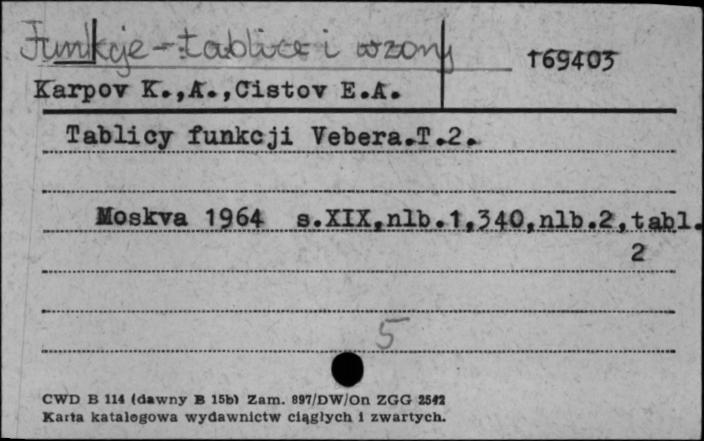 Funkcje - tablice i wzory
169403
Karpov K.,A.,Cistov E.A.
Tablicy funkcji Vebera.T.2.
Moskva 1964 s.XIX,nlb.1,340,nlb.2,tabl.
2
5
CWD B 114 (dawny B 15b) Zam. 897/DW/On ZGG 2542
Karta katalogowa wydawnictw ciągłych i zwartych.